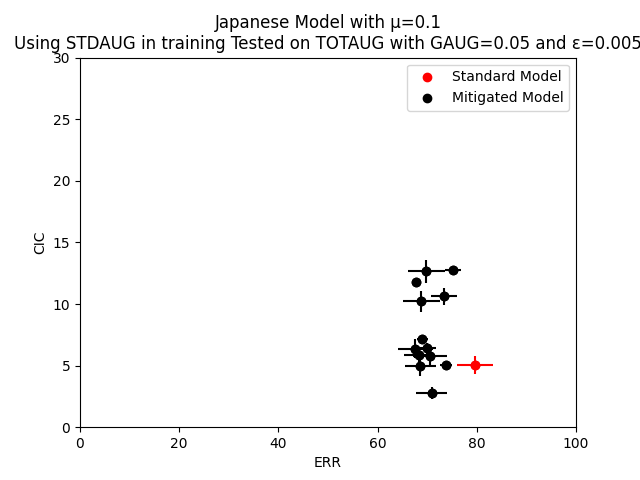 Japanese Model with μ=0.1
Using STDAUG in training Tested on TOTAUG with GAUG=0.05 and ε=0.005
Standard Model
Mitigated Model
CIC
30
25
20
15
10
5
0
0 20 40 60 80 100
ERR